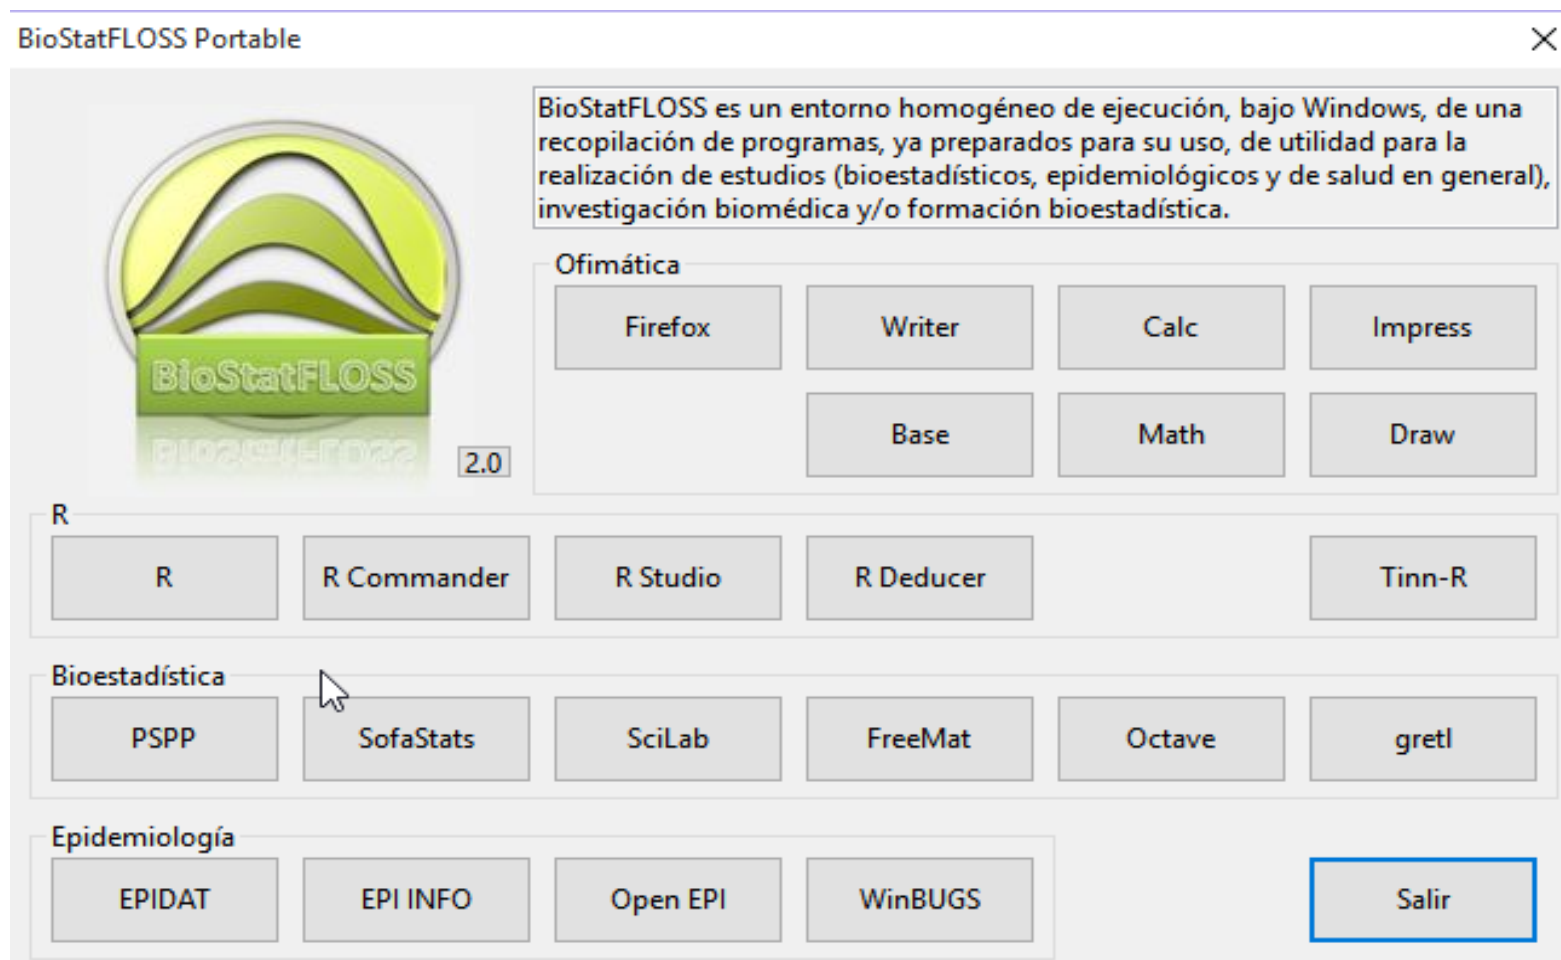 BioStatFLOSS Portable
BioStatFLOSS es un entorno homogéneo de ejecución, bajo Windows, de una
recopilación de programas, ya preparados para su uso, de utilidad para la
realización de estudios (bioestadísticos, epidemiológicos y de salud en general),
investigación biomédica y/o formación bioestadística.
BioStatFLOSS
2.0
Ofimática
Firefox Writer Calc Impress
Base Math Draw
R
R R Commander R Studio R Deducer Tinn-R
Bioestadística
PSPP SofaStats SciLab FreeMat Octave gretl
Epidemiología
EPIDAT EPI INFO Open EPI WinBUGS Salir